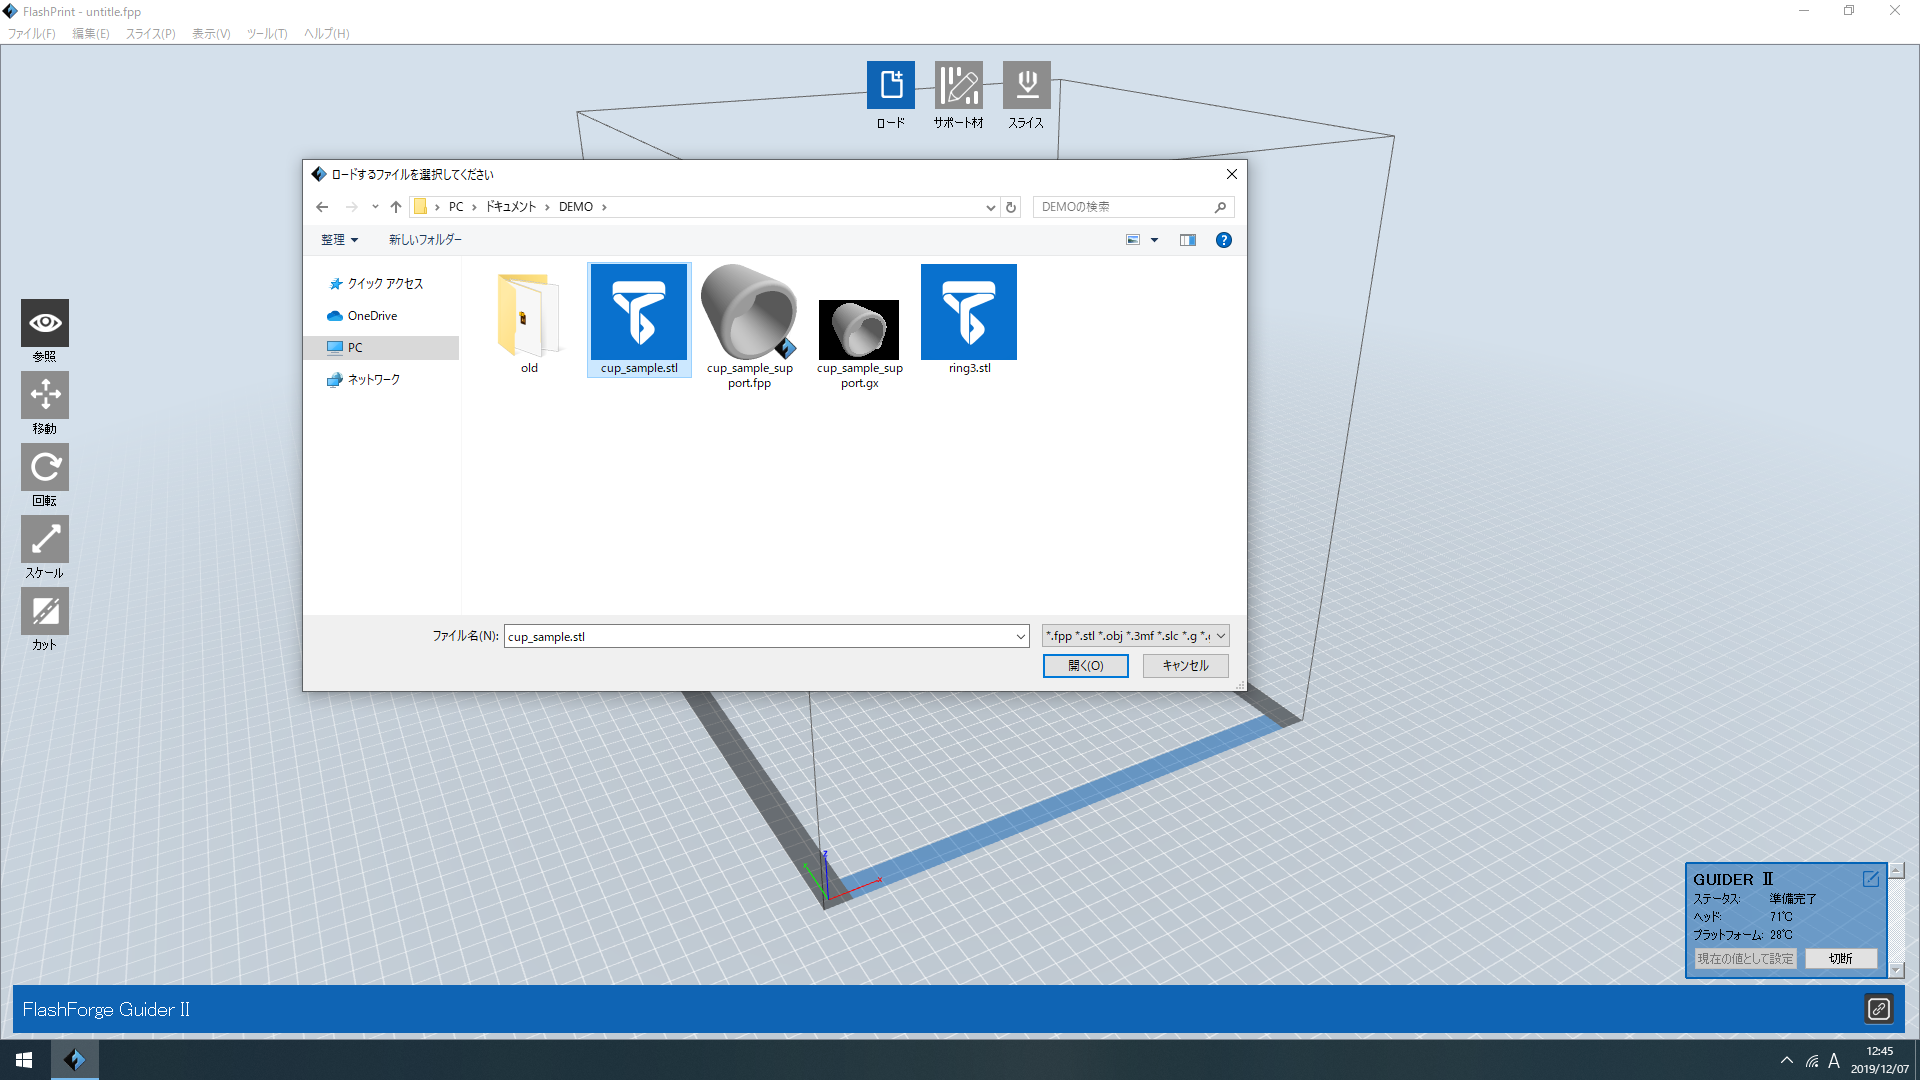 FlashPrint - untitle.fpp
ファイル(F) 編集(E) スライス(P) 表示(V) ツール(T) ヘルプ(H)
ロード サポート材 スライス
ロードするファイルを選択してください
PC > ドキュメント > DEMO >
DEMOの検索
整理 新しいフォルダー
クイック アクセス
OneDrive
PC
ネットワーク
old
cup_sample.stl
cup_sample_sup
port.fpp
cup_sample_sup
port.gx
ring3.stl
ファイル名(N): cup_sample.stl
*.fpp *.stl *.obj *.3mf *.slc *.g *.
開く(O) キャンセル
参照
移動
回転
スケール
カット
z
x
GUIDER Ⅱ
ステータス: 準備完了
ヘッド: 71℃
プラットフォーム: 28℃
現在の値として設定 切断
FlashForge Guider II
A
12:45
2019/12/07